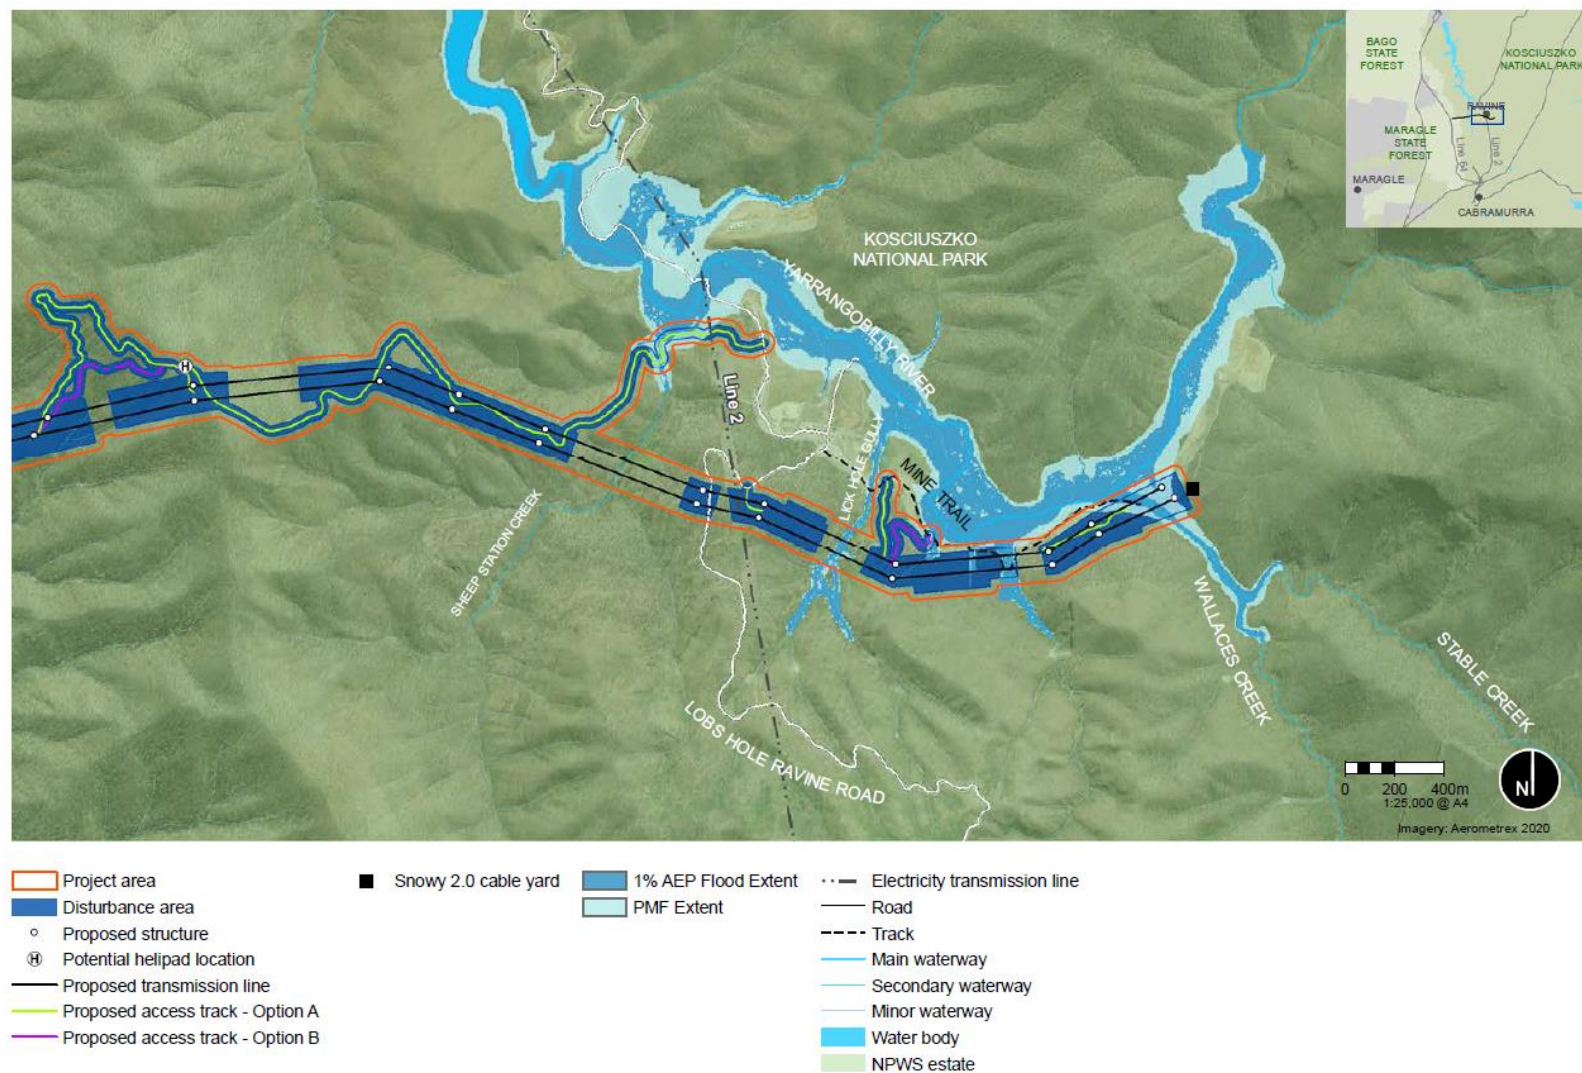 BAGO
STATE
FOREST
KOSCIUSZKO
NATIONAL PARK
RAVINE
MARAGLE
STATE
FOREST
Line 64
Line 2
MARAGLE
CABRAMURRA
KOSCIUSZKO
NATIONAL PARK
YARRANGOBILLY RIVER
H
Line 2
LICK HOLE GULLY
MINE TRAIL
SHEEP STATION CREEK
WALLACES CREEK
STABLE CREEK
LOBS HOLE RAVINE ROAD
0 200 400m
1:25,000 @ A4
N
Imagery: Aerometrex 2020
Project area
Disturbance area
Proposed structure
H Potential helipad location
Proposed transmission line
Proposed access track - Option A
Proposed access track - Option B
Snowy 2.0 cable yard
1% AEP Flood Extent
PMF Extent
Electricity transmission line
Road
Track
Main waterway
Secondary waterway
Minor waterway
Water body
NPWS estate